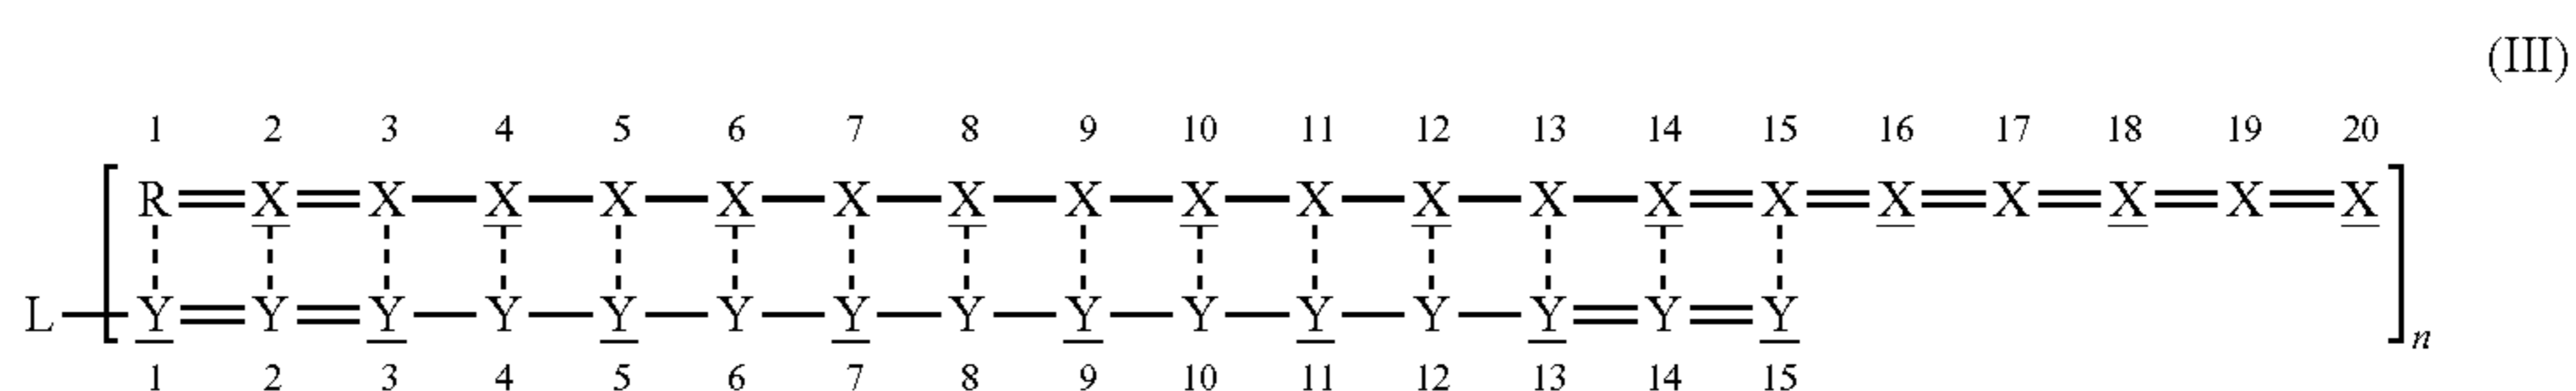 (III)
1 2 3 4 5 6 7 8 9 10 11 12 13 14 15 16 17 18 19 20
R X X X X X X X X X X X X X X X X X X X
L Y Y Y Y Y Y Y Y Y Y Y Y Y Y Y n
1 2 3 4 5 6 7 8 9 10 11 12 13 14 15